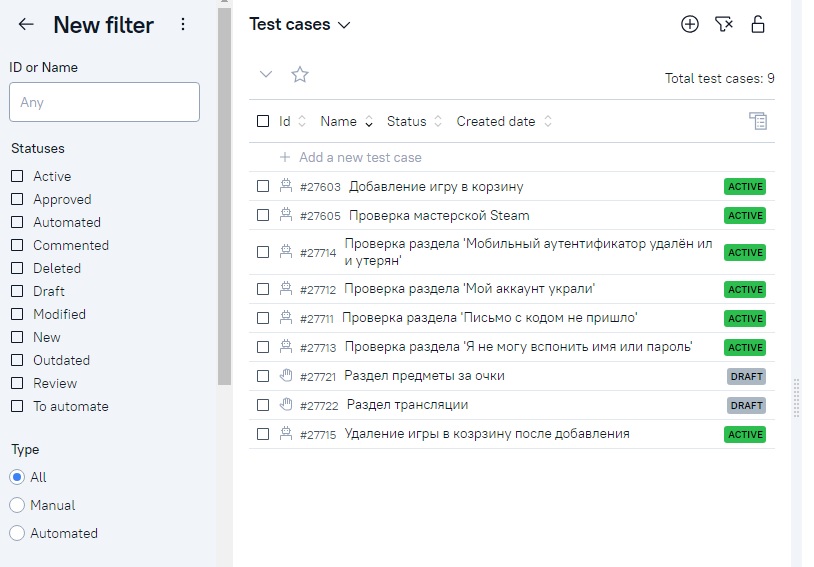 New filter
ID or Name
Any
Statuses
Active
Approved
Automated
Commented
Deleted
Draft
Modified
New
Outdated
Review
To automate
Type
All
Manual
Automated
Test cases
Total test cases: 9
Id Name Status Created date
+ Add a new test case
#27603 Добавление игру в корзину ACTIVE
#27605 Проверка мастерской Steam ACTIVE
#27714 Проверка раздела 'Мобильный аутентификатор удалён ил
и утерян' ACTIVE
#27712 Проверка раздела 'Мой аккаунт украли' ACTIVE
#27711 Проверка раздела 'Письмо с кодом не пришло' ACTIVE
#27713 Проверка раздела 'Я не могу вспонить имя или пароль' ACTIVE
#27721 Раздел предметы за очки DRAFT
#27722 Раздел трансляции DRAFT
#27715 Удаление игры в козрзину после добавления ACTIVE